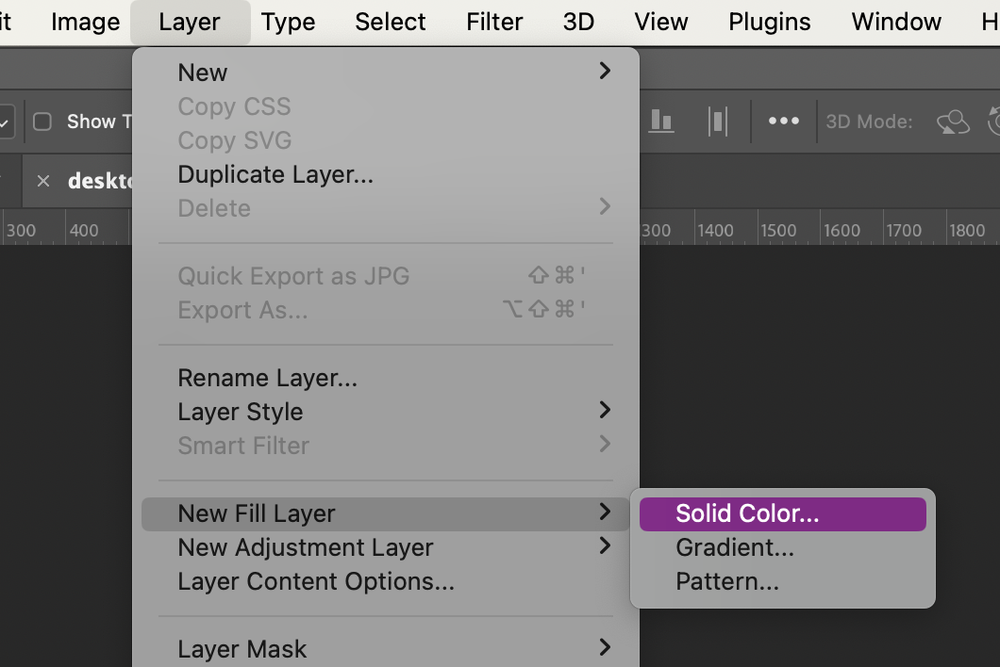 Image Layer Type Select Filter 3D View Plugins Window
New
Copy CSS
Copy SVG
Duplicate Layer...
Delete
Quick Export as JPG ⇧⌘'
Export As... ⌥⇧⌘'
Rename Layer...
Layer Style
Smart Filter
New Fill Layer
New Adjustment Layer
Layer Content Options...
Layer Mask
Solid Color...
Gradient...
Pattern...
Show T
3D Mode:
deskt
300 400 300 1400 1500 1600 1700 1800